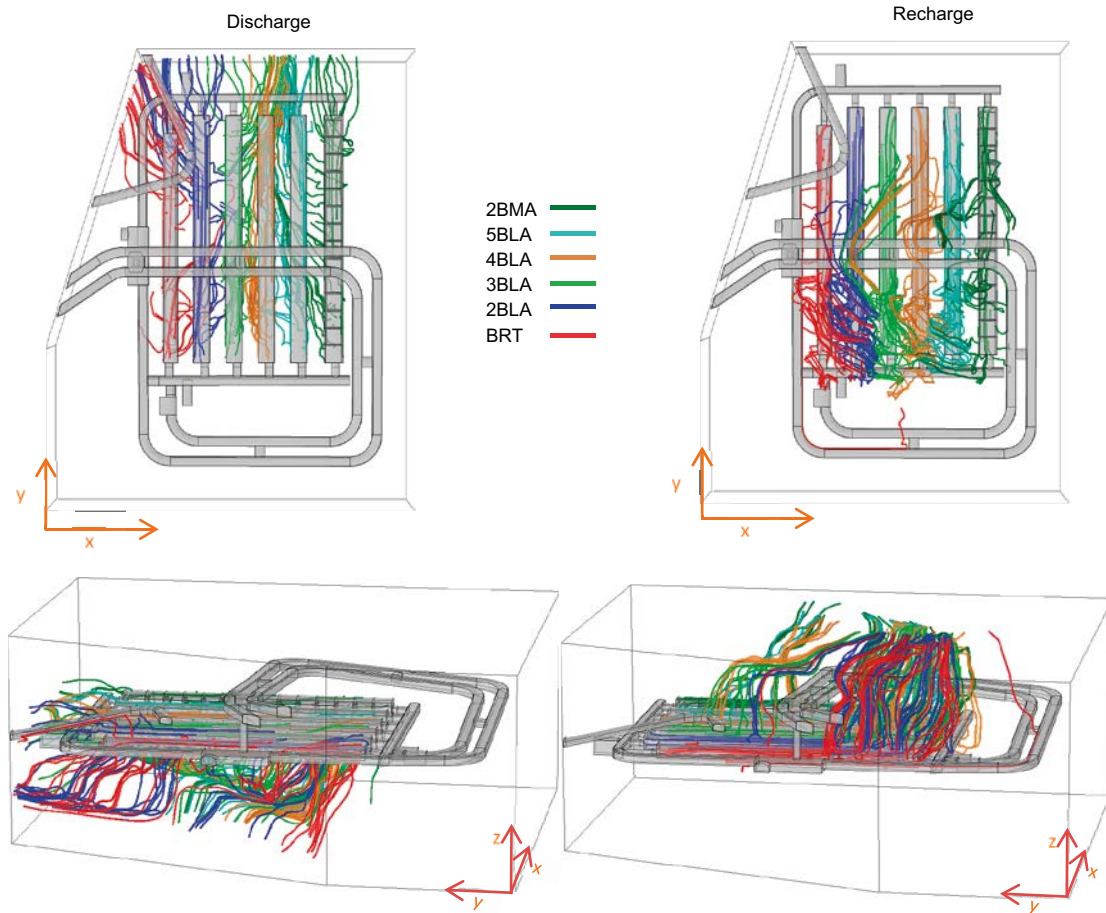 Discharge
Recharge
2BMA
5BLA
4BLA
3BLA
2BLA
BRT
y
x
y
x
z
x
y
z
x
y